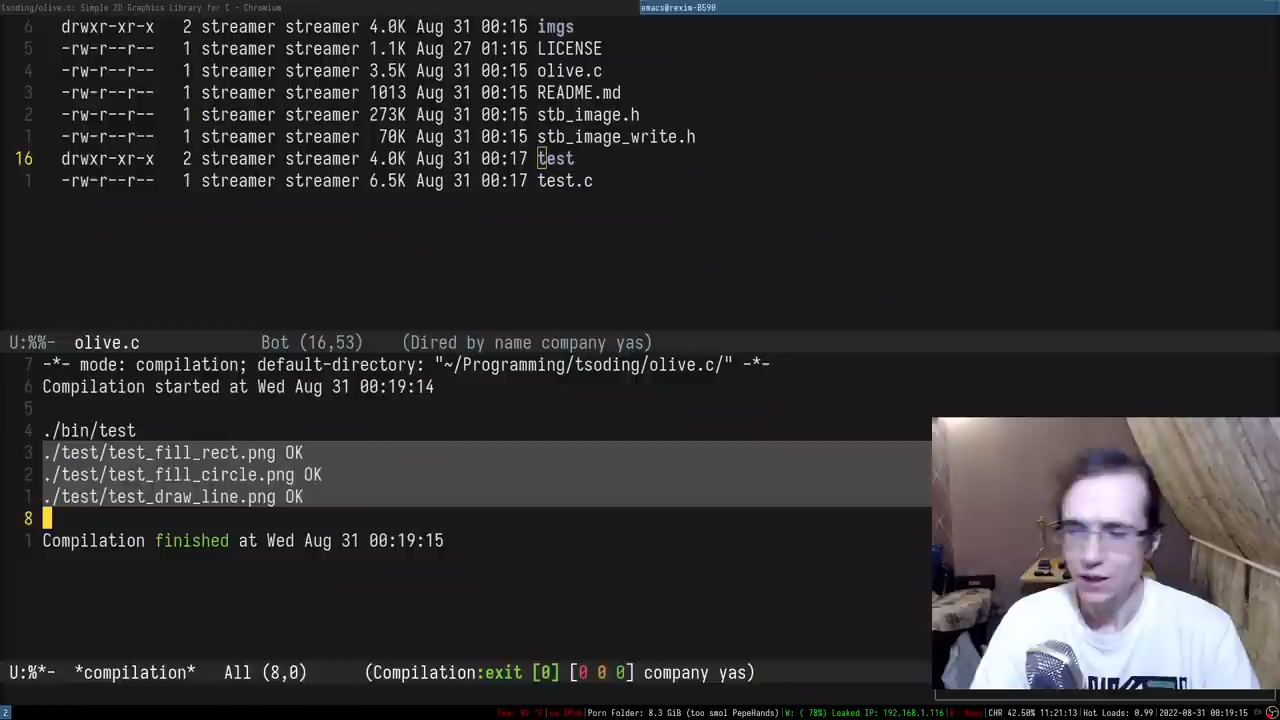 tsoding/olive.c: Simple 2D Graphics Library for C - Chromium
emacs@rexim-B590
6 drwxr-xr-x 2 streamer streamer 4.0K Aug 31 00:15 imgs
5 -rw-r--r-- 1 streamer streamer 1.1K Aug 27 01:15 LICENSE
4 -rw-r--r-- 1 streamer streamer 3.5K Aug 31 00:15 olive.c
3 -rw-r--r-- 1 streamer streamer 1013 Aug 31 00:15 README.md
2 -rw-r--r-- 1 streamer streamer 273K Aug 31 00:15 stb_image.h
1 -rw-r--r-- 1 streamer streamer 70K Aug 31 00:15 stb_image_write.h
16 drwxr-xr-x 2 streamer streamer 4.0K Aug 31 00:17 test
1 -rw-r--r-- 1 streamer streamer 6.5K Aug 31 00:17 test.c
U:%%- olive.c Bot (16,53) (Dired by name company yas)
7 -*- mode: compilation; default-directory: "~/Programming/tsoding/olive.c/" -*-
6 Compilation started at Wed Aug 31 00:19:14
5
4 ./bin/test
3 ./test/test_fill_rect.png OK
2 ./test/test_fill_circle.png OK
1 ./test/test_draw_line.png OK
8
1 Compilation finished at Wed Aug 31 00:19:15
U:%*- *compilation* All (8,0) (Compilation:exit [0] [0 0 0] company yas)
2 Porn Folder: 8.3 GiB (too smol PepeHands) W: ( 78%) Leaked IP: 192.168.1.116 CHR 42.50% 11:21:13 Hot Loads: 0.99 2022-08-31 00:19:15